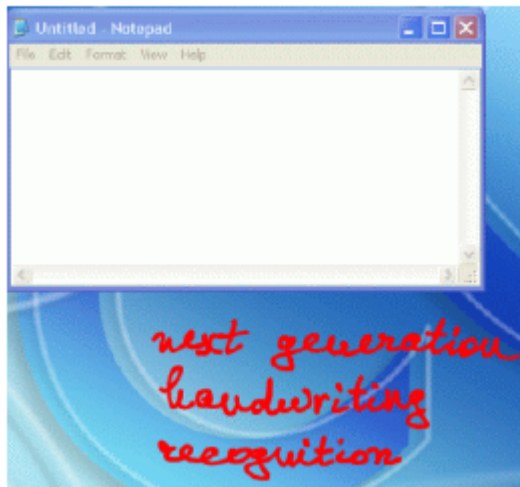 Untitled - Notepad
File Edit Format View Help
next generation
handwriting
recognition